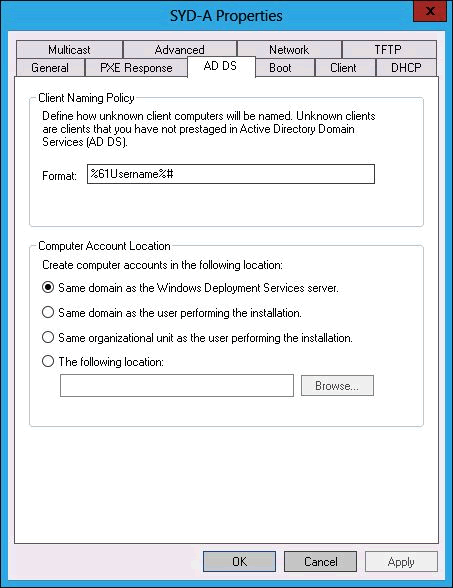 SYD-A Properties
x
Multicast Advanced Network TFTP
General PXE Response AD DS Boot Client DHCP
Client Naming Policy
Define how unknown client computers will be named. Unknown clients
are clients that you have not prestaged in Active Directory Domain
Services (AD DS).
Format: %61Username%#
Computer Account Location
Create computer accounts in the following location:
Same domain as the Windows Deployment Services server.
Same domain as the user performing the installation.
Same organizational unit as the user performing the installation.
The following location:
Browse...
OK Cancel Apply